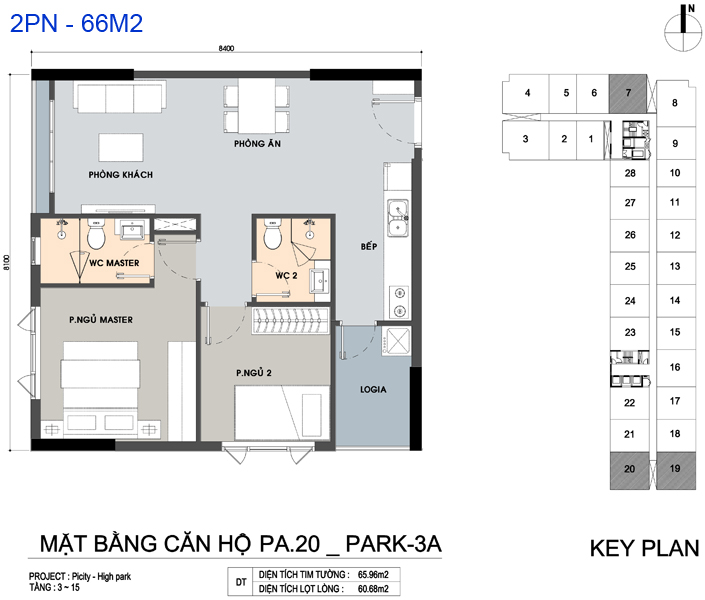 2PN - 66M2
8400
8100
PHÒNG ĂN
PHÒNG KHÁCH
BẾP
WC MASTER
WC 2
P.NGỦ MASTER
P.NGỦ 2
LOGIA
N
4 5 6 7 8
3 2 1 9
28 10
27 11
26 12
25 13
24 14
23 15
16
22 17
21 18
20 19
MẶT BẰNG CĂN HỘ PA.20 _ PARK-3A
KEY PLAN
PROJECT : Picity - High park
TẦNG : 3 ~ 15
DT
DIỆN TÍCH TIM TƯỜNG : 65.96m2
DIỆN TÍCH LỌT LÒNG : 60.68m2